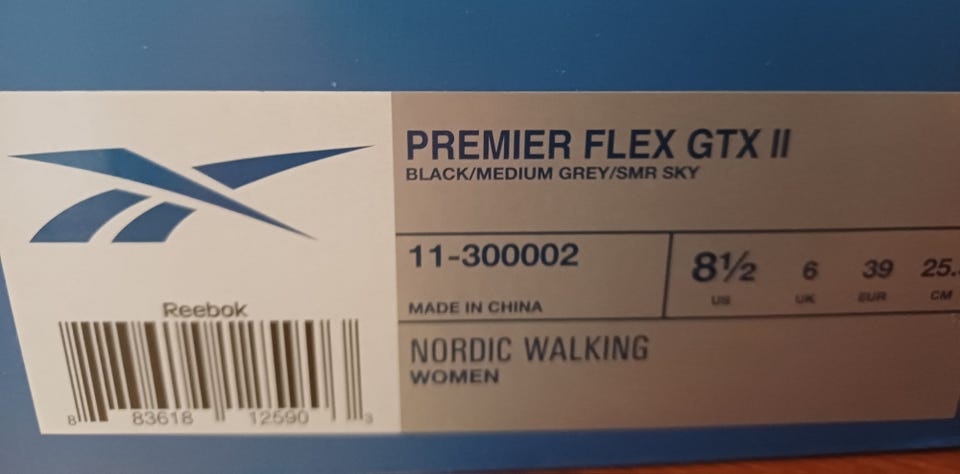 PREMIER FLEX GTX II
BLACK/MEDIUM GREY/SMR SKY
11-300002
MADE IN CHINA
8½ 6 39
US UK EUR CM
NORDIC WALKING
WOMEN
Reebok
8 83618 12590 3